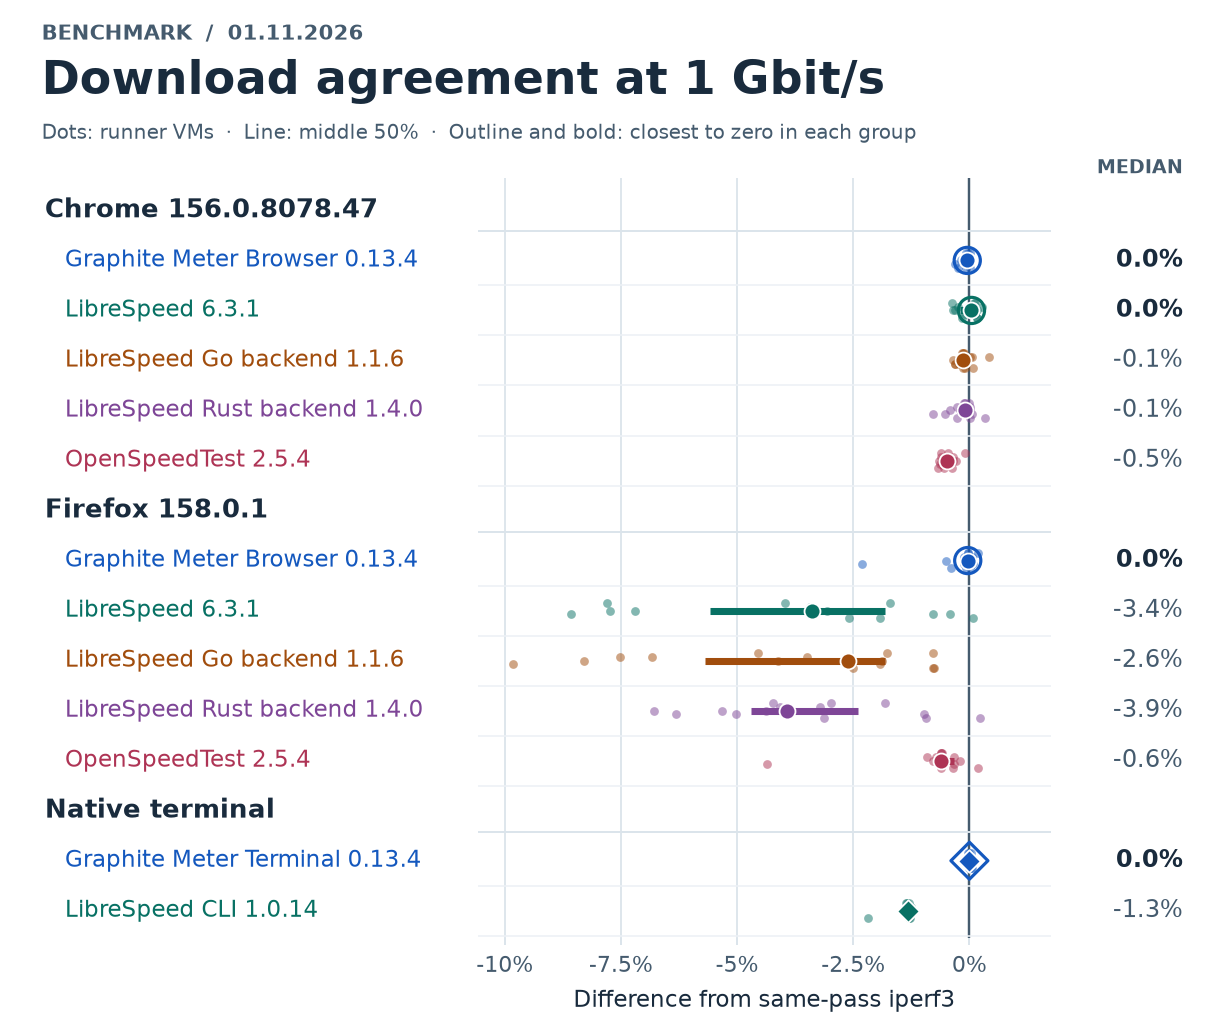 BENCHMARK / 01.11.2026
Download agreement at 1 Gbit/s
Dots: runner VMs · Line: middle 50% · Outline and bold: closest to zero in each group
MEDIAN
Chrome 156.0.8078.47
Graphite Meter Browser 0.13.4 0.0%
LibreSpeed 6.3.1 0.0%
LibreSpeed Go backend 1.1.6 -0.1%
LibreSpeed Rust backend 1.4.0 -0.1%
OpenSpeedTest 2.5.4 -0.5%
Firefox 158.0.1
Graphite Meter Browser 0.13.4 0.0%
LibreSpeed 6.3.1 -3.4%
LibreSpeed Go backend 1.1.6 -2.6%
LibreSpeed Rust backend 1.4.0 -3.9%
OpenSpeedTest 2.5.4 -0.6%
Native terminal
Graphite Meter Terminal 0.13.4 0.0%
LibreSpeed CLI 1.0.14 -1.3%
-10% -7.5% -5% -2.5% 0%
Difference from same-pass iperf3